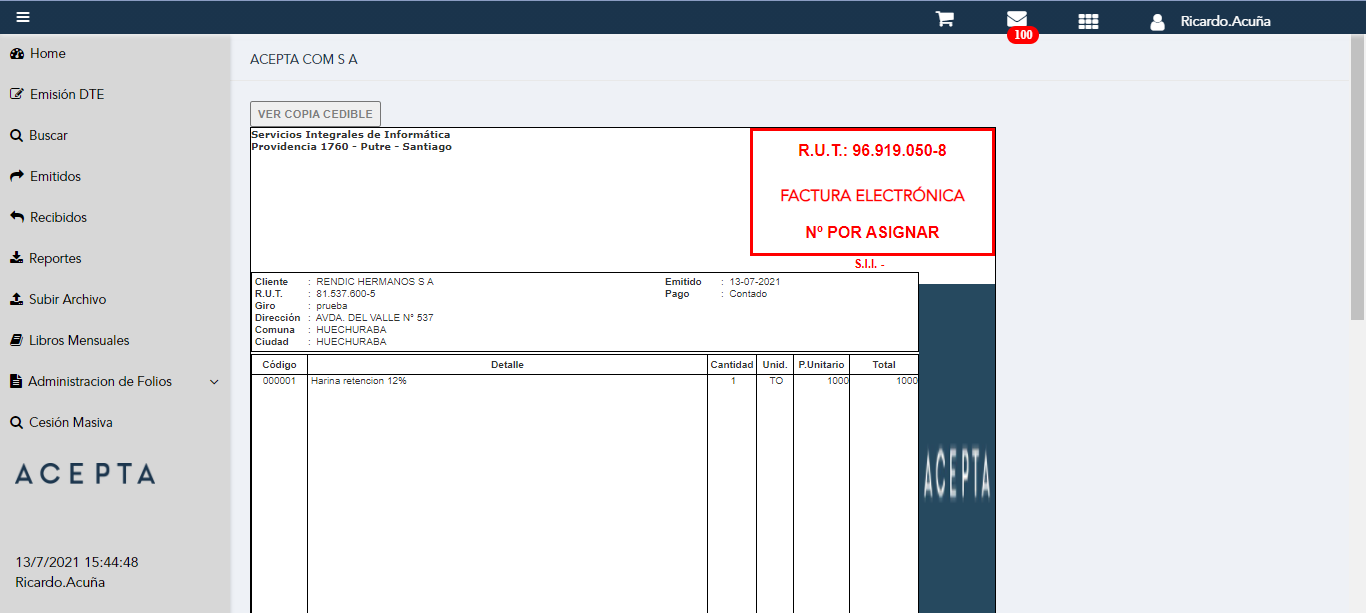 Ricardo.Acuña
100
Home
Emisión DTE
Buscar
Emitidos
Recibidos
Reportes
Subir Archivo
Libros Mensuales
Administracion de Folios
Cesión Masiva
ACEPTA
13/7/2021 15:44:48
Ricardo.Acuña
ACEPTA COM S A
VER COPIA CEDIBLE
Servicios Integrales de Informática
Providencia 1760 - Putre - Santiago
R.U.T.: 96.919.050-8
FACTURA ELECTRÓNICA
Nº POR ASIGNAR
S.I.I. -
Cliente : RENDIC HERMANOS S A Emitido : 13-07-2021
R.U.T. : 81.537.600-5 Pago : Contado
Giro : prueba
Dirección : AVDA. DEL VALLE N° 537
Comuna : HUECHURABA
Ciudad : HUECHURABA
Código Detalle Cantidad Unid. P.Unitario Total
000001 Harina retencion 12% 1 TO 1000 1000
ACEPTA